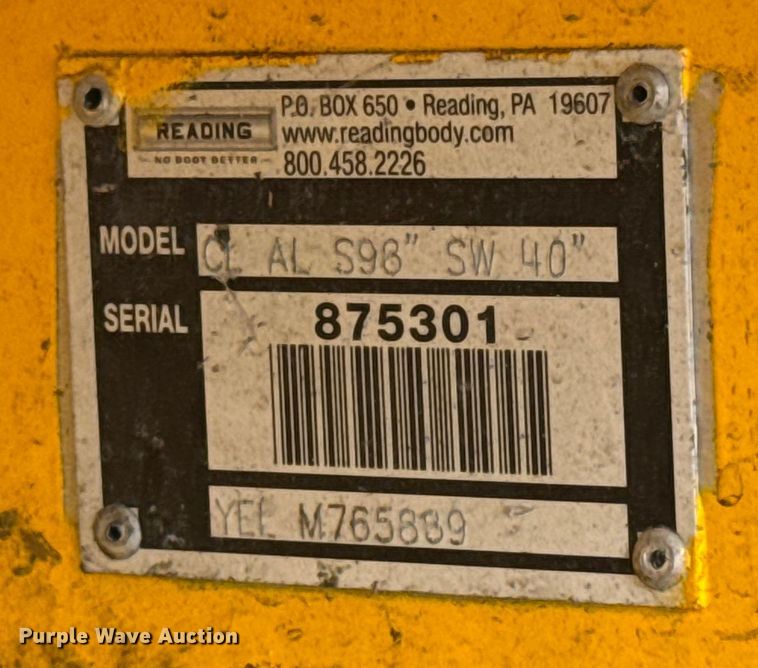 READING
NO BODY BETTER
P.O. BOX 650 • Reading, PA 19607
www.readingbody.com
800.458.2226
MODEL CL AL S98" SW 40"
SERIAL 875301
YEL M765889
Purple Wave Auction